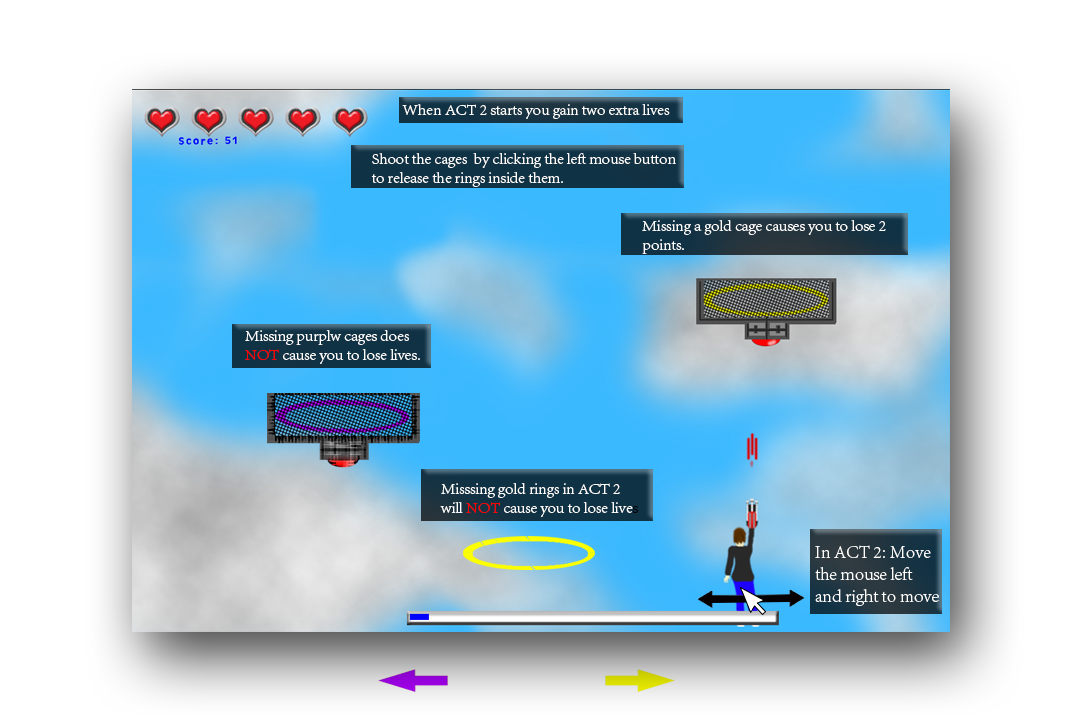 When ACT 2 starts you gain two extra lives
Score: 51
Shoot the cages by clicking the left mouse button
to release the rings inside them.
Missing a gold cage causes you to lose 2
points.
Missing purplw cages does
NOT cause you to lose lives.
Misssing gold rings in ACT 2
will NOT cause you to lose lives
In ACT 2: Move
the mouse left
and right to move